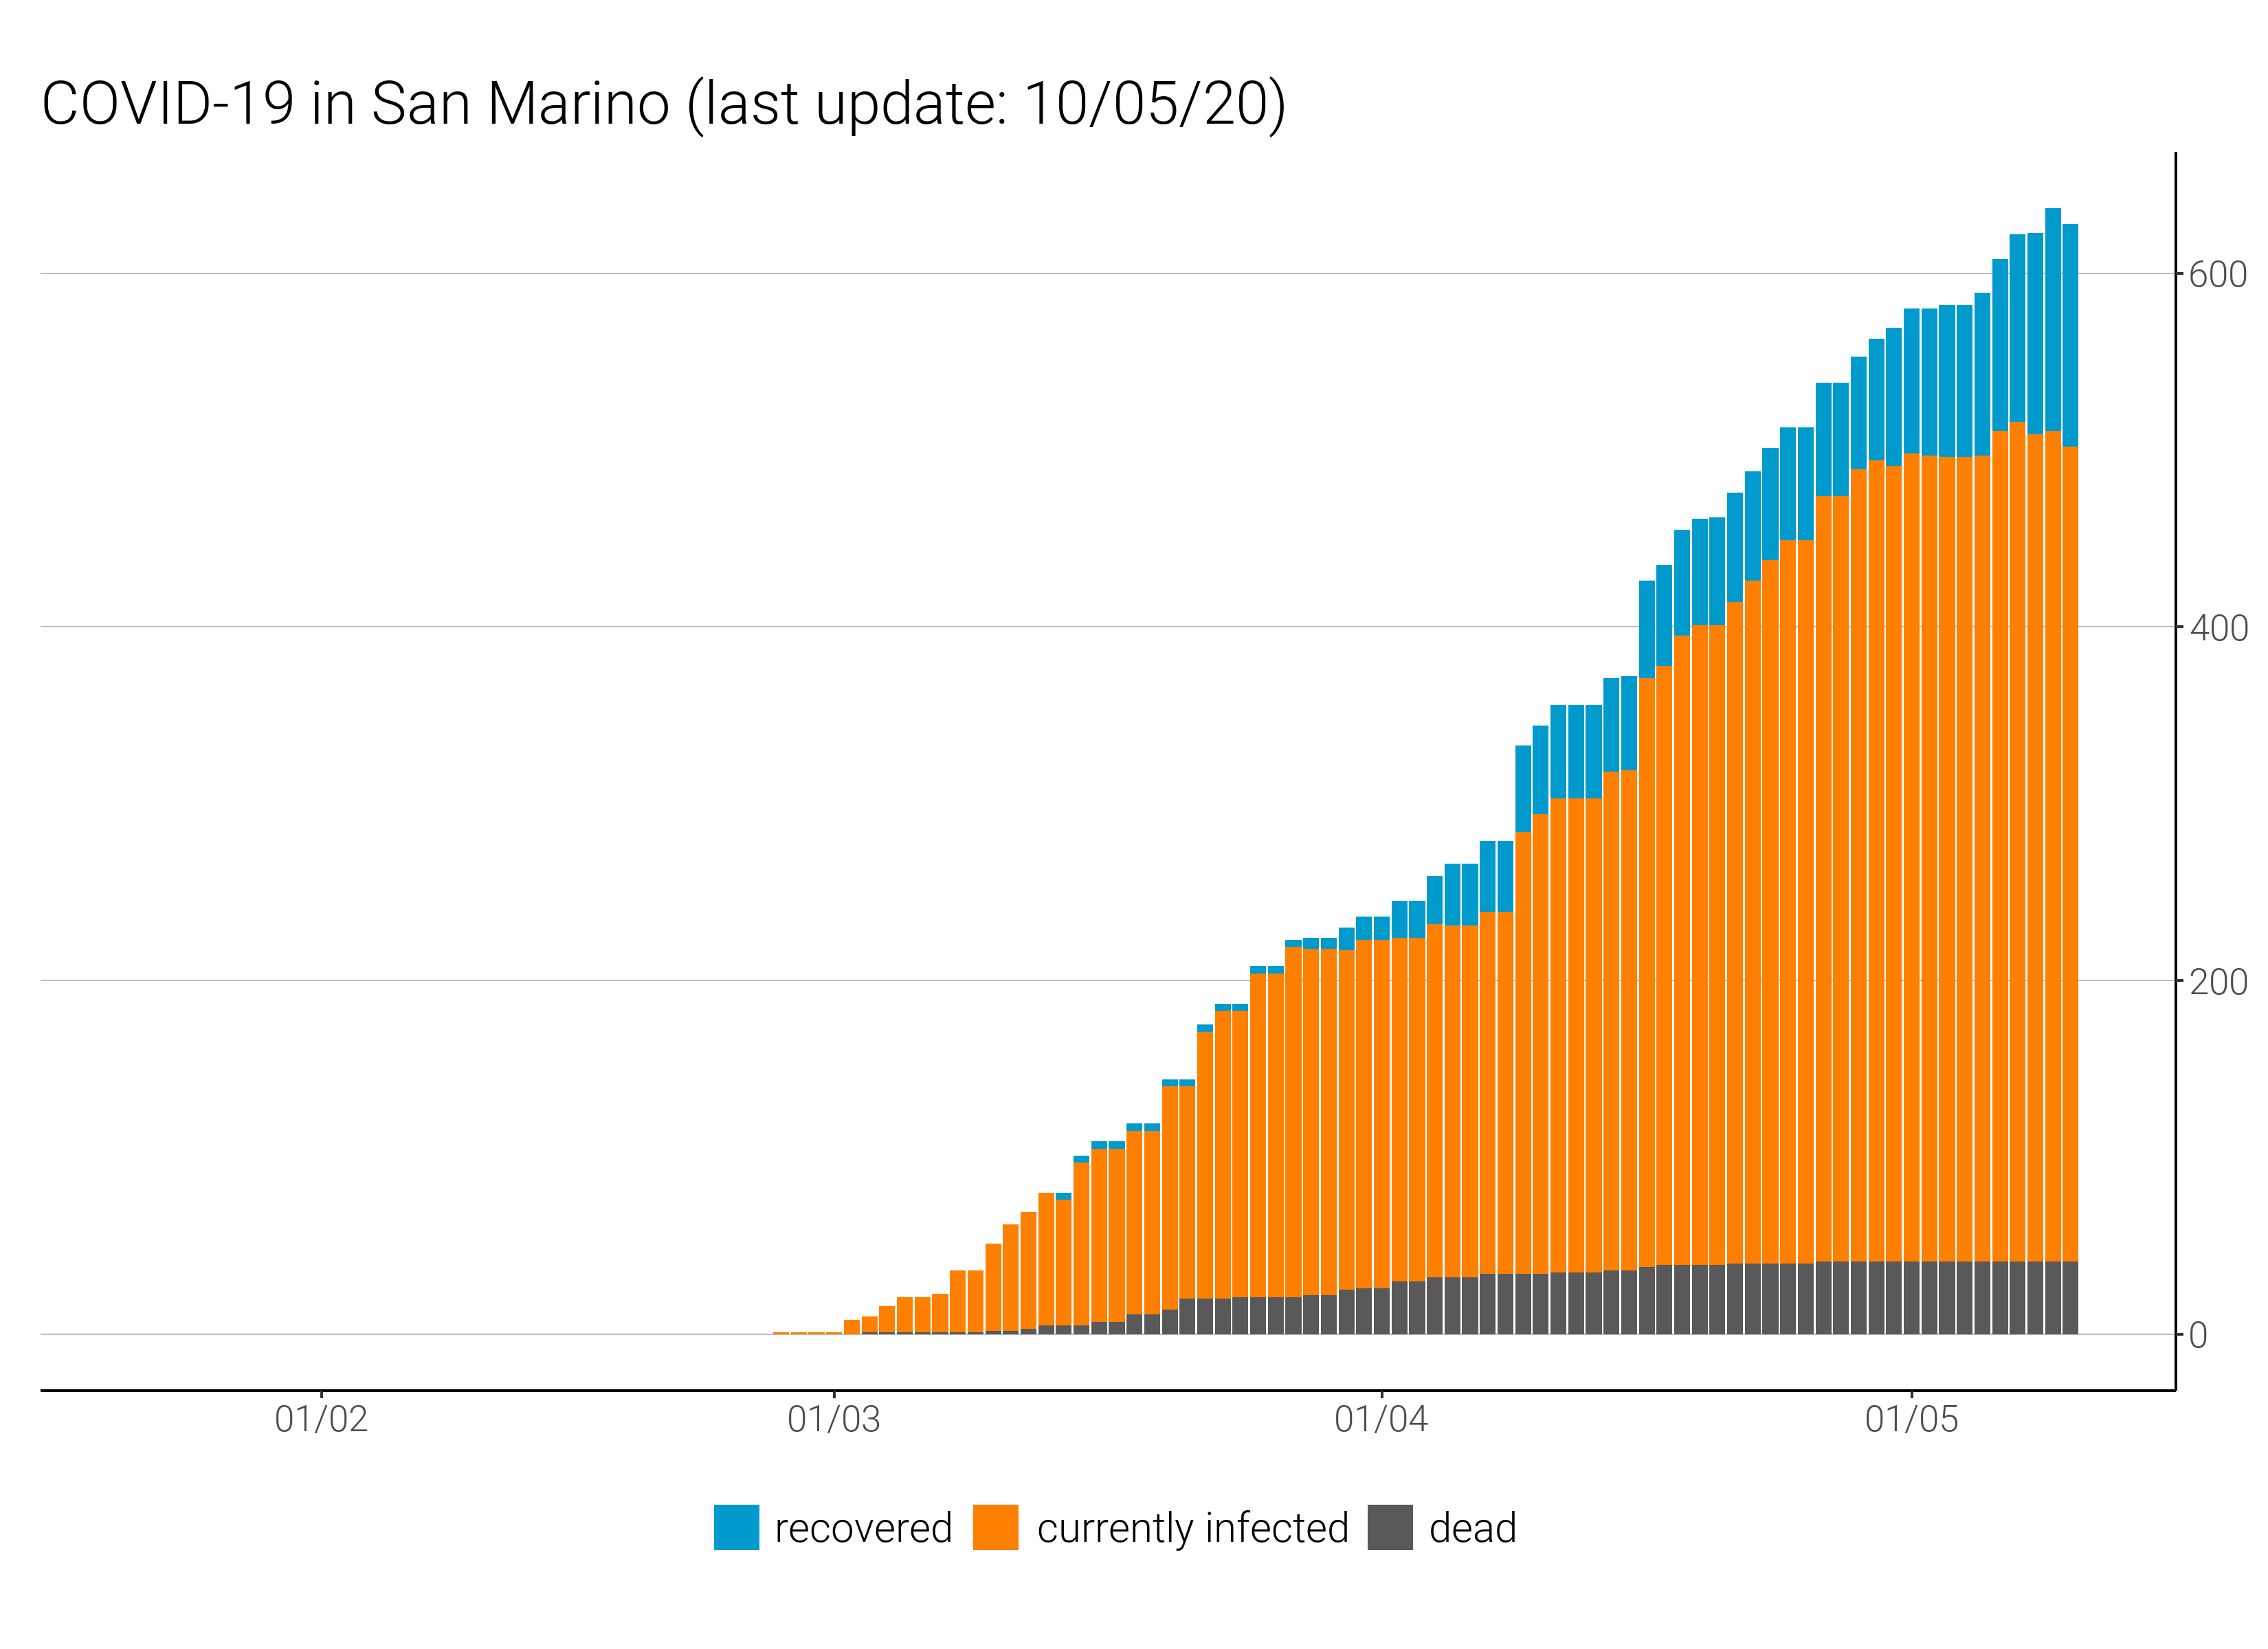 COVID-19 in San Marino (last update: 10/05/20)
600
400
200
0
01/02 01/03 01/04 01/05
recovered currently infected dead